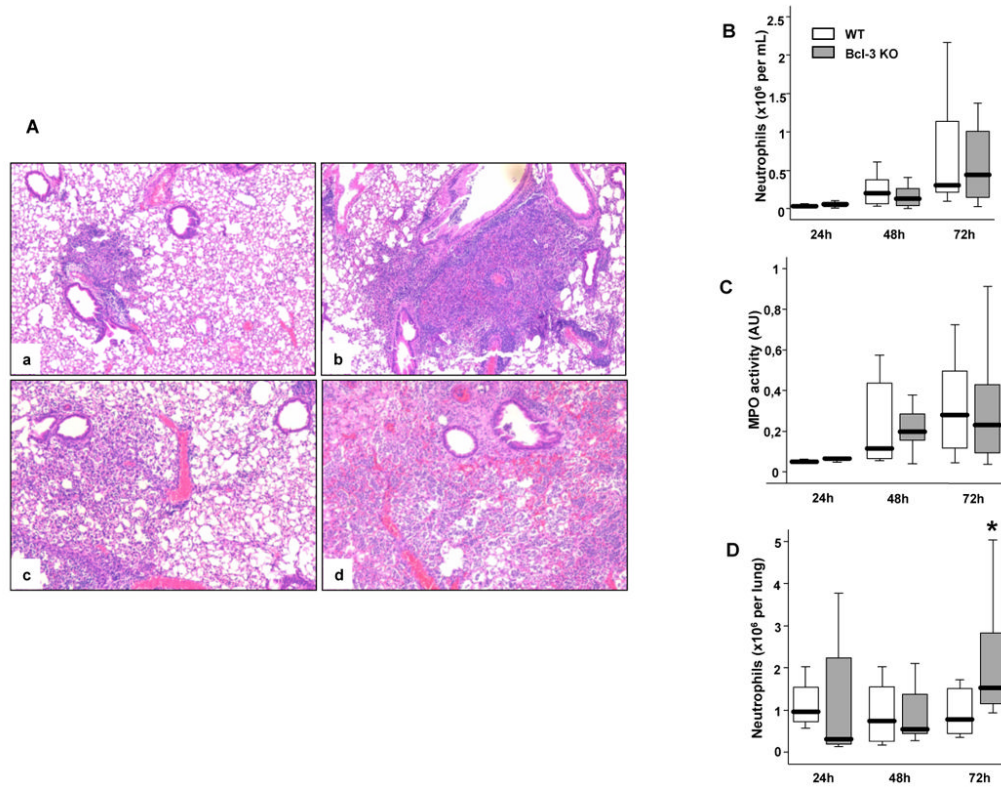 A
a
b
c
d
B
WT
Bcl-3 KO
Neutrophils (x10⁶ per mL)
2.5
2
1.5
1
0.5
0
24h 48h 72h
C
MPO activity (AU)
1
0,8
0,6
0,4
0,2
0
24h 48h 72h
D
*
Neutrophils (x10⁶ per lung)
5
4
3
2
1
0
24h 48h 72h